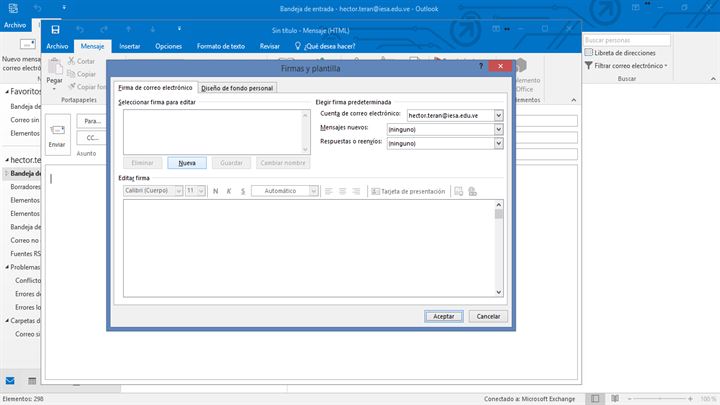 Bandeja de entrada - hector.teran@iesa.edu.ve - Outlook
Archivo
Sin título - Mensaje (HTML)
Archivo Mensaje Insertar Opciones Formato de texto Revisar ¿Qué desea hacer?
Nuevo mensaje
correo electrónico
Pegar
Cortar
Copiar
Copiar
Portapapeles
Office
Buscar personas
Libreta de direcciones
Filtrar correo electrónico
Buscar
Firmas y plantilla
?
Firma de correo electrónico Diseño de fondo personal
Seleccionar firma para editar
Elegir firma predeterminada
Cuenta de correo electrónico: hector.teran@iesa.edu.ve
Mensajes nuevos: (ninguno)
Respuestas o reenvíos: (ninguno)
Eliminar Nueva Guardar Cambiar nombre
Editar firma
Calibri (Cuerpo) 11 N K S Automático Tarjeta de presentación
Aceptar Cancelar
Enviar
Para...
CC...
Asunto
Favoritos
Bandeja de
Correo sin
Elementos
hector.te
Bandeja d
Borradores
Elementos
Elementos
Bandeja de
Correo no
Fuentes RS
Problemas
Conflicto
Errores de
Errores lo
Carpetas d
Correo si
Elementos: 298
Conectado a: Microsoft Exchange
100 %